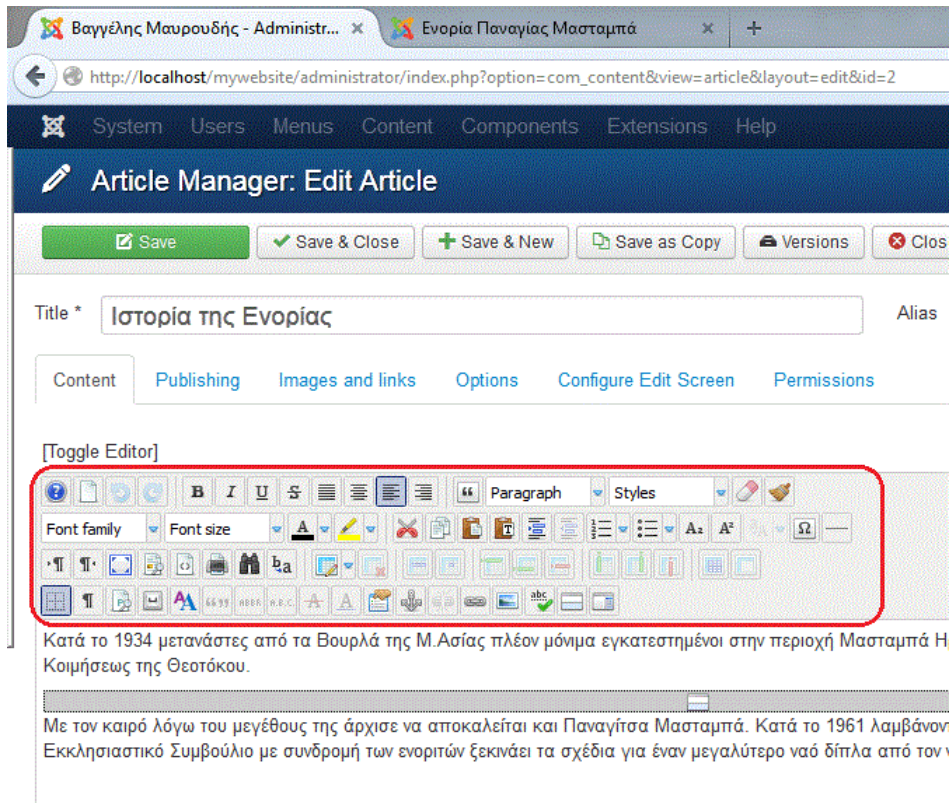 Βαγγέλης Μαυρουδής - Administr... Ενορία Παναγίας Μασταμπά
http://localhost/mywebsite/administrator/index.php?option=com_content&view=article&layout=edit&id=2
System Users Menus Content Components Extensions Help
Article Manager: Edit Article
Save Save & Close Save & New Save as Copy Versions Clos
Title * Ιστορία της Ενορίας Alias
Content Publishing Images and links Options Configure Edit Screen Permissions
[Toggle Editor]
B I U S Paragraph Styles
Font family Font size A A₂ A² Ω
Κατά το 1934 μετανάστες από τα Βουρλά της Μ.Ασίας πλέον μόνιμα εγκατεστημένοι στην περιοχή Μασταμπά Η
Κοιμήσεως της Θεοτόκου.
Με τον καιρό λόγω του μεγέθους της άρχισε να αποκαλείται και Παναγίτσα Μασταμπά. Κατά το 1961 λαμβάνον
Εκκλησιαστικό Συμβούλιο με συνδρομή των ενοριτών ξεκινάει τα σχέδια για έναν μεγαλύτερο ναό δίπλα από τον